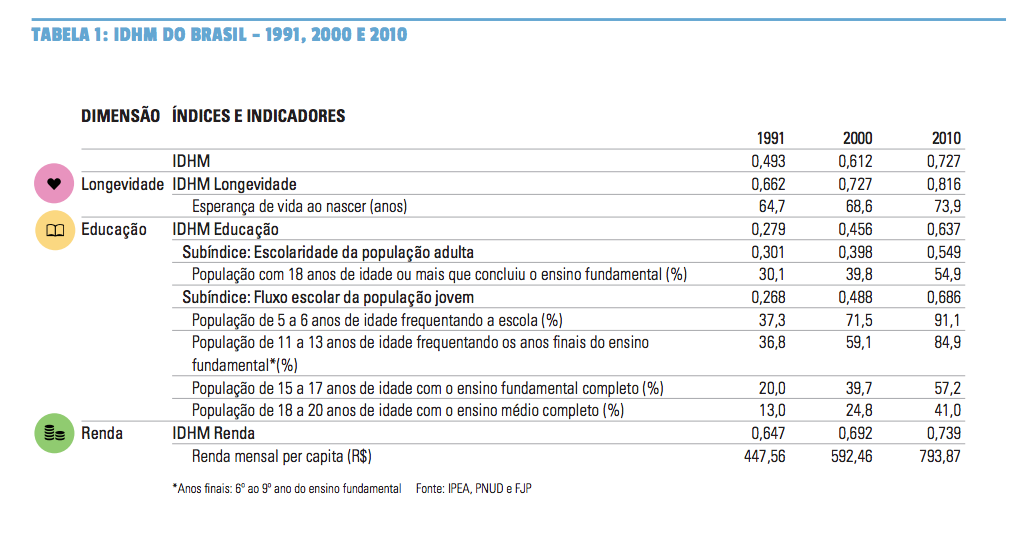 TABELA 1: IDHM DO BRASIL – 1991, 2000 E 2010
DIMENSÃO ÍNDICES E INDICADORES
1991 2000 2010
IDHM 0,493 0,612 0,727
Longevidade IDHM Longevidade 0,662 0,727 0,816
Esperança de vida ao nascer (anos) 64,7 68,6 73,9
Educação IDHM Educação 0,279 0,456 0,637
Subíndice: Escolaridade da população adulta 0,301 0,398 0,549
População com 18 anos de idade ou mais que concluiu o ensino fundamental (%) 30,1 39,8 54,9
Subíndice: Fluxo escolar da população jovem 0,268 0,488 0,686
População de 5 a 6 anos de idade frequentando a escola (%) 37,3 71,5 91,1
População de 11 a 13 anos de idade frequentando os anos finais do ensino 36,8 59,1 84,9
fundamental*(%)
População de 15 a 17 anos de idade com o ensino fundamental completo (%) 20,0 39,7 57,2
População de 18 a 20 anos de idade com o ensino médio completo (%) 13,0 24,8 41,0
Renda IDHM Renda 0,647 0,692 0,739
Renda mensal per capita (R$) 447,56 592,46 793,87
*Anos finais: 6º ao 9º ano do ensino fundamental Fonte: IPEA, PNUD e FJP